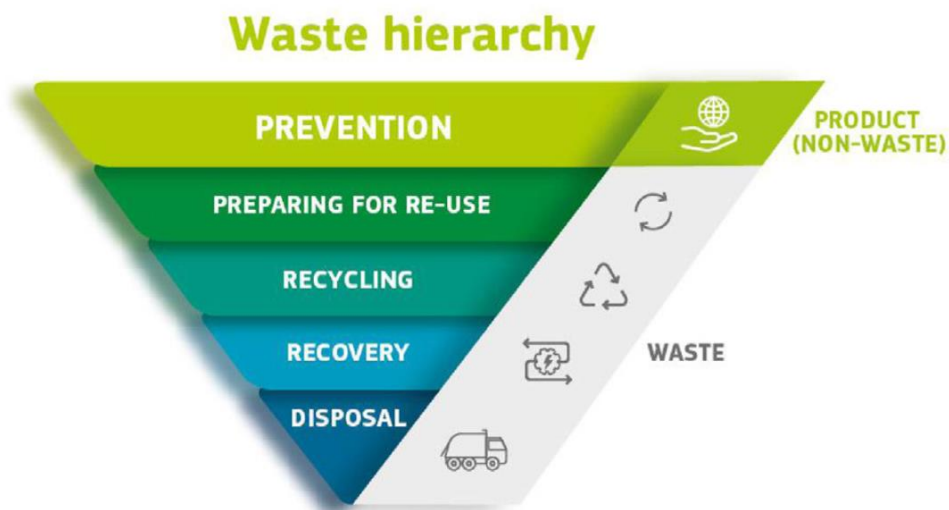 Waste hierarchy
PREVENTION
PRODUCT
(NON-WASTE)
PREPARING FOR RE-USE
RECYCLING
RECOVERY
WASTE
DISPOSAL